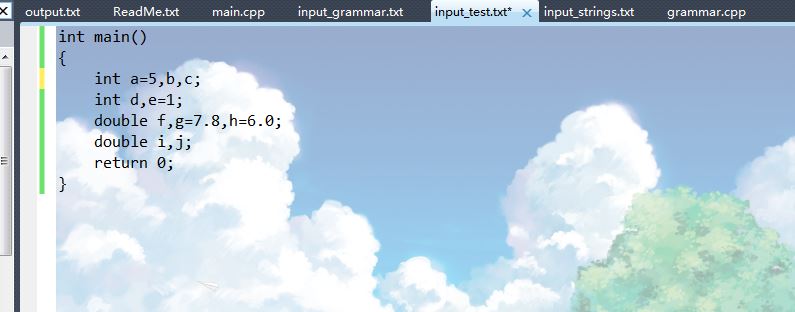 output.txt ReadMe.txt main.cpp input_grammar.txt input_test.txt* input_strings.txt grammar.cpp
int main()
{
    int a=5,b,c;
    int d,e=1;
    double f,g=7.8,h=6.0;
    double i,j;
    return 0;
}